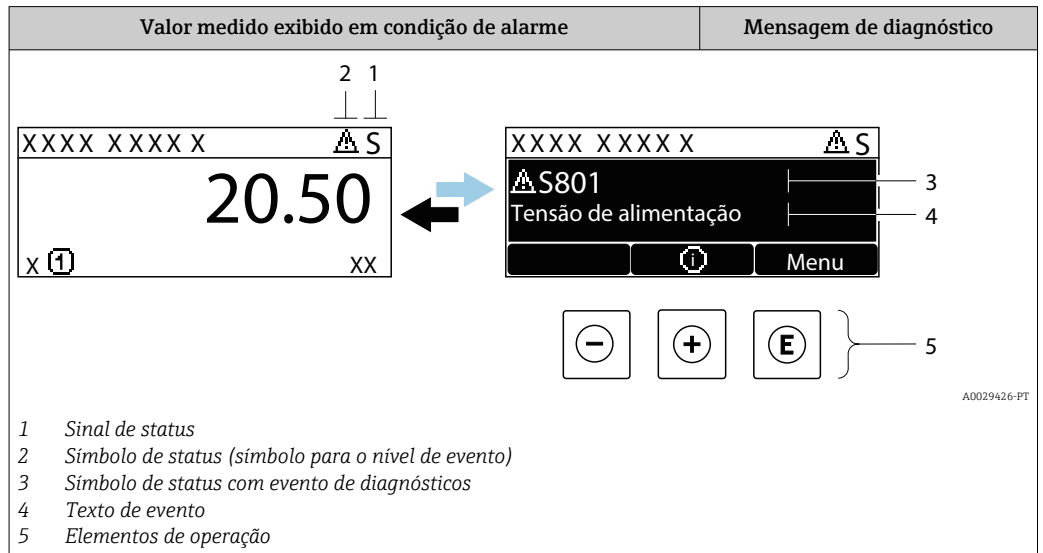 Valor medido exibido em condição de alarme
Mensagem de diagnóstico
2 1
XXXX XXXX X ⚠ S
20.50
X 1 XX
XXXX XXXX X ⚠ S
⚠S801
Tensão de alimentação
i Menu
3
4
− + E
5
A0029426-PT
1 Sinal de status
2 Símbolo de status (símbolo para o nível de evento)
3 Símbolo de status com evento de diagnósticos
4 Texto de evento
5 Elementos de operação